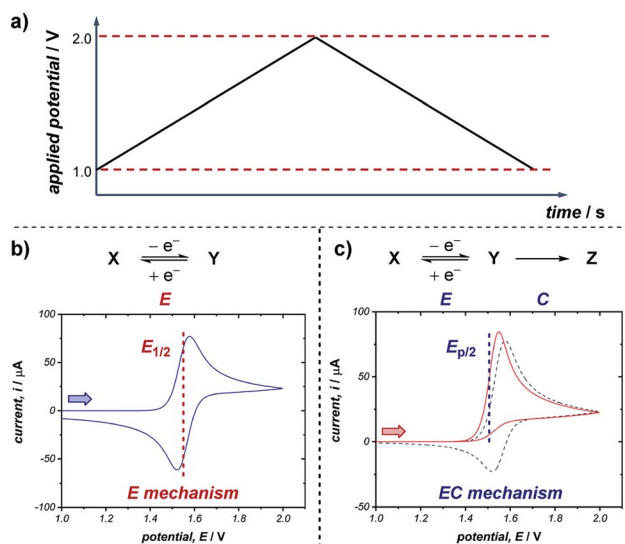 a)
applied potential / V
2.0
1.0
time / s
b)
X − e⁻ + e⁻ Y
E
100
50
0
-50
-100
current, i / μA
E1/2
E mechanism
1.0 1.2 1.4 1.6 1.8 2.0
potential, E / V
c)
X − e⁻ + e⁻ Y Z
E C
100
50
0
-50
current, i / μA
Ep/2
EC mechanism
1.0 1.2 1.4 1.6 1.8 2.0
potential, E / V